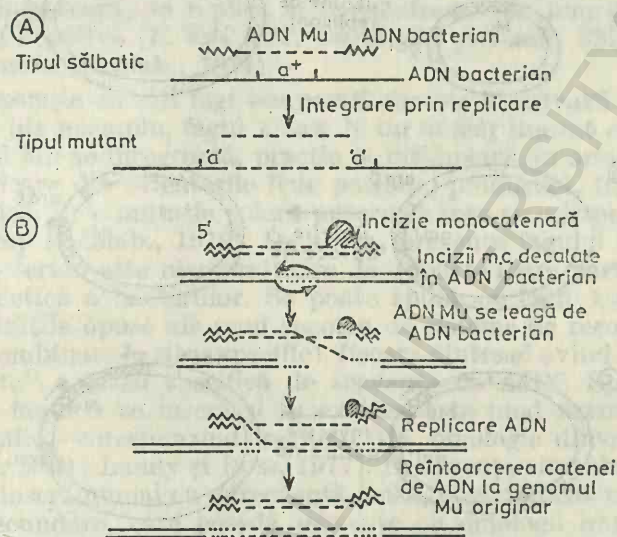 A
ADN Mu ADN bacterian
Tipul sălbatic
a+ ADN bacterian
Integrare prin replicare
Tipul mutant
'a' 'a'
B
5' Incizie monocatenară
Incizii m.c. decalate
în ADN bacterian
ADN Mu se leagă de
ADN bacterian
Replicare ADN
Reîntoarcerea catenei
de ADN la genomul
Mu originar
UNIVERSITY